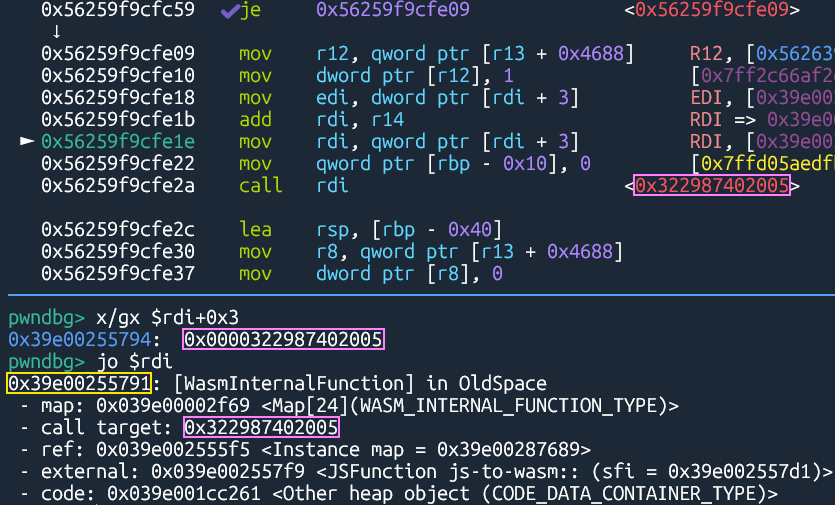 0x56259f9cfc59 ✔je 0x56259f9cfe09 <0x56259f9cfe09>
↓
0x56259f9cfe09 mov r12, qword ptr [r13 + 0x4688] R12, [0x562639
0x56259f9cfe10 mov dword ptr [r12], 1 [0x7ff2c66af2
0x56259f9cfe18 mov edi, dword ptr [rdi + 3] EDI, [0x39e00
0x56259f9cfe1b add rdi, r14 RDI => 0x39e0
► 0x56259f9cfe1e mov rdi, qword ptr [rdi + 3] RDI, [0x39e00
0x56259f9cfe22 mov qword ptr [rbp - 0x10], 0 [0x7ffd05aedf
0x56259f9cfe2a call rdi <0x322987402005>
0x56259f9cfe2c lea rsp, [rbp - 0x40]
0x56259f9cfe30 mov r8, qword ptr [r13 + 0x4688]
0x56259f9cfe37 mov dword ptr [r8], 0
pwndbg> x/gx $rdi+0x3
0x39e00255794: 0x0000322987402005
pwndbg> jo $rdi
0x39e00255791: [WasmInternalFunction] in OldSpace
- map: 0x039e00002f69 <Map[24](WASM_INTERNAL_FUNCTION_TYPE)>
- call target: 0x322987402005
- ref: 0x039e002555f5 <Instance map = 0x39e00287689>
- external: 0x039e002557f9 <JSFunction js-to-wasm:: (sfi = 0x39e002557d1)>
- code: 0x039e001cc261 <Other heap object (CODE_DATA_CONTAINER_TYPE)>